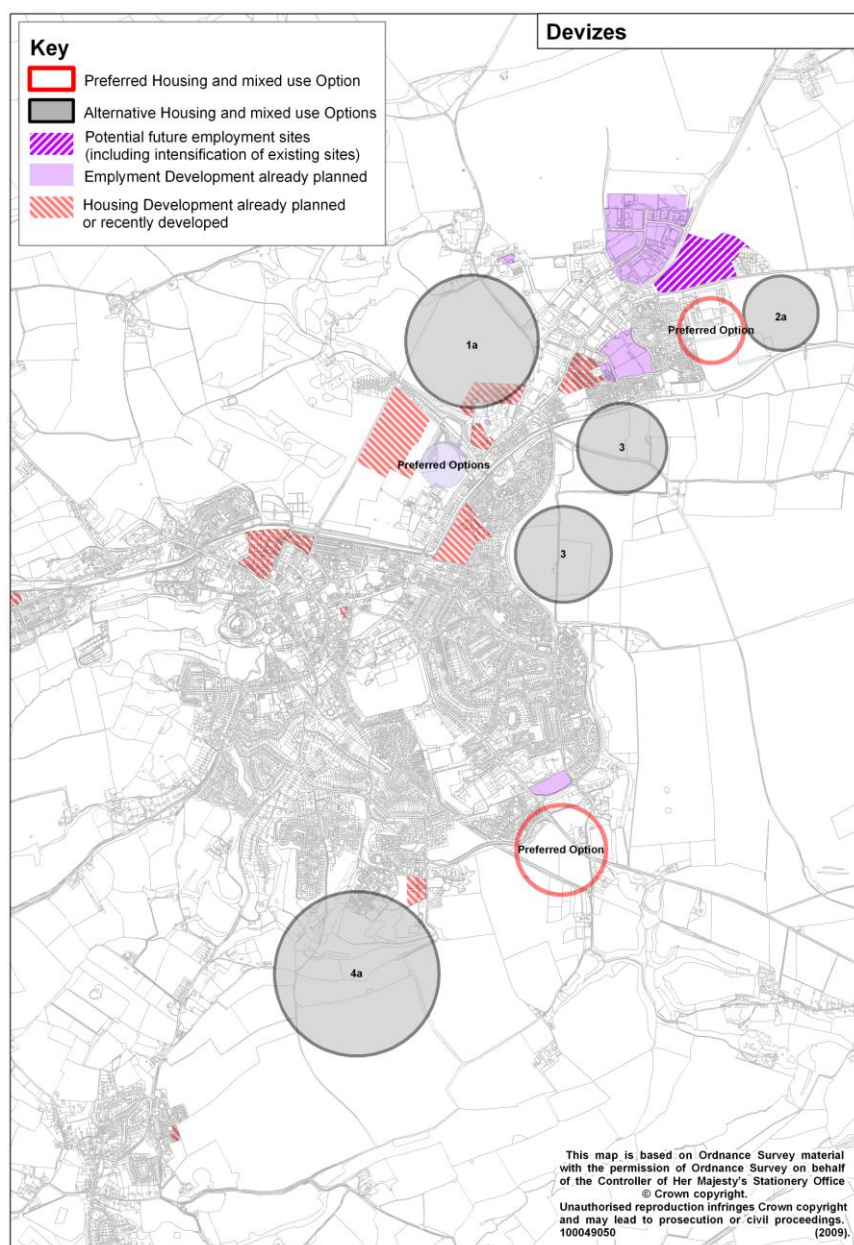 Devizes
Key
Preferred Housing and mixed use Option
Alternative Housing and mixed use Options
Potential future employment sites
(including intensification of existing sites)
Emplyment Development already planned
Housing Development already planned
or recently developed
2a
Preferred Option
1a
3
Preferred Options
3
Preferred Option
4a
This map is based on Ordnance Survey material
with the permission of Ordnance Survey on behalf
of the Controller of Her Majesty's Stationery Office
© Crown copyright.
Unauthorised reproduction infringes Crown copyright
and may lead to prosecution or civil proceedings.
100049050 (2009).